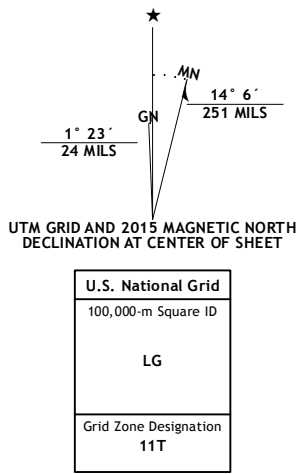 ★
MN
GN
14° 6´
251 MILS
1° 23´
24 MILS
UTM GRID AND 2015 MAGNETIC NORTH
DECLINATION AT CENTER OF SHEET
U.S. National Grid
100,000-m Square ID
LG
Grid Zone Designation
11T